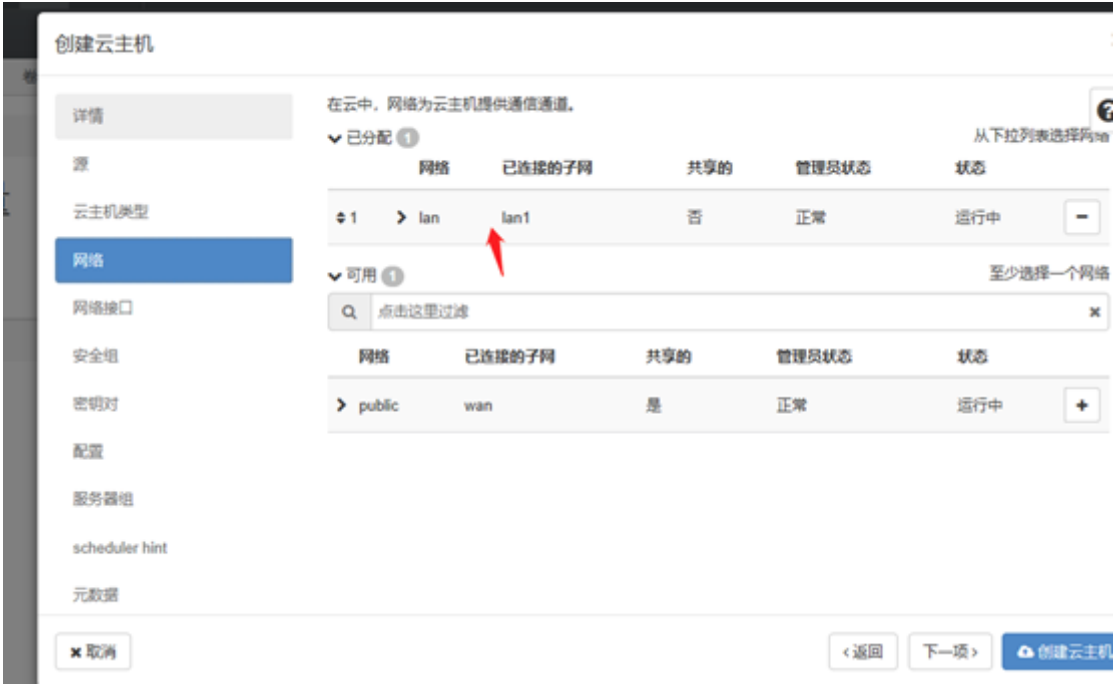 创建云主机
详情
源
云主机类型
网络
网络接口
安全组
密钥对
配置
服务器组
scheduler hint
元数据
在云中，网络为云主机提供通信通道。
已分配 1
从下拉列表选择网络
网络 已连接的子网 共享的 管理员状态 状态
1 lan lan1 否 正常 运行中
可用 1
至少选择一个网络
点击这里过滤
网络 已连接的子网 共享的 管理员状态 状态
public wan 是 正常 运行中
取消
返回 下一项 创建云主机